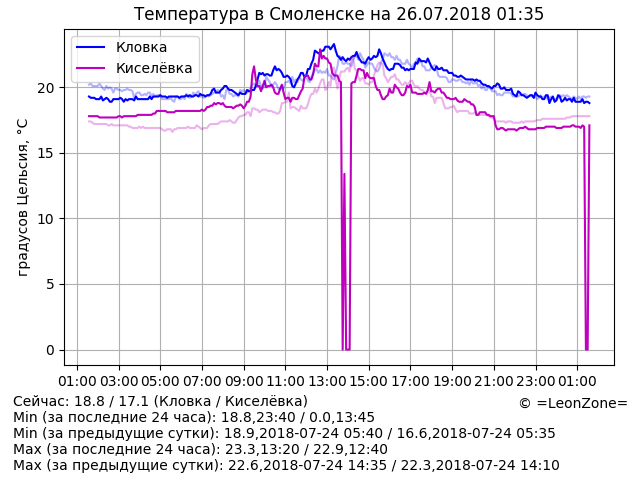 Температура в Смоленске на 26.07.2018 01:35
Кловка
Киселёвка
градусов Цельсия, °C
20
15
10
5
0
01:00 03:00 05:00 07:00 09:00 11:00 13:00 15:00 17:00 19:00 21:00 23:00 01:00
Сейчас: 18.8 / 17.1 (Кловка / Киселёвка)
© =LeonZone=
Min (за последние 24 часа): 18.8,23:40 / 0.0,13:45
Min (за предыдущие сутки): 18.9,2018-07-24 05:40 / 16.6,2018-07-24 05:35
Max (за последние 24 часа): 23.3,13:20 / 22.9,12:40
Max (за предыдущие сутки): 22.6,2018-07-24 14:35 / 22.3,2018-07-24 14:10